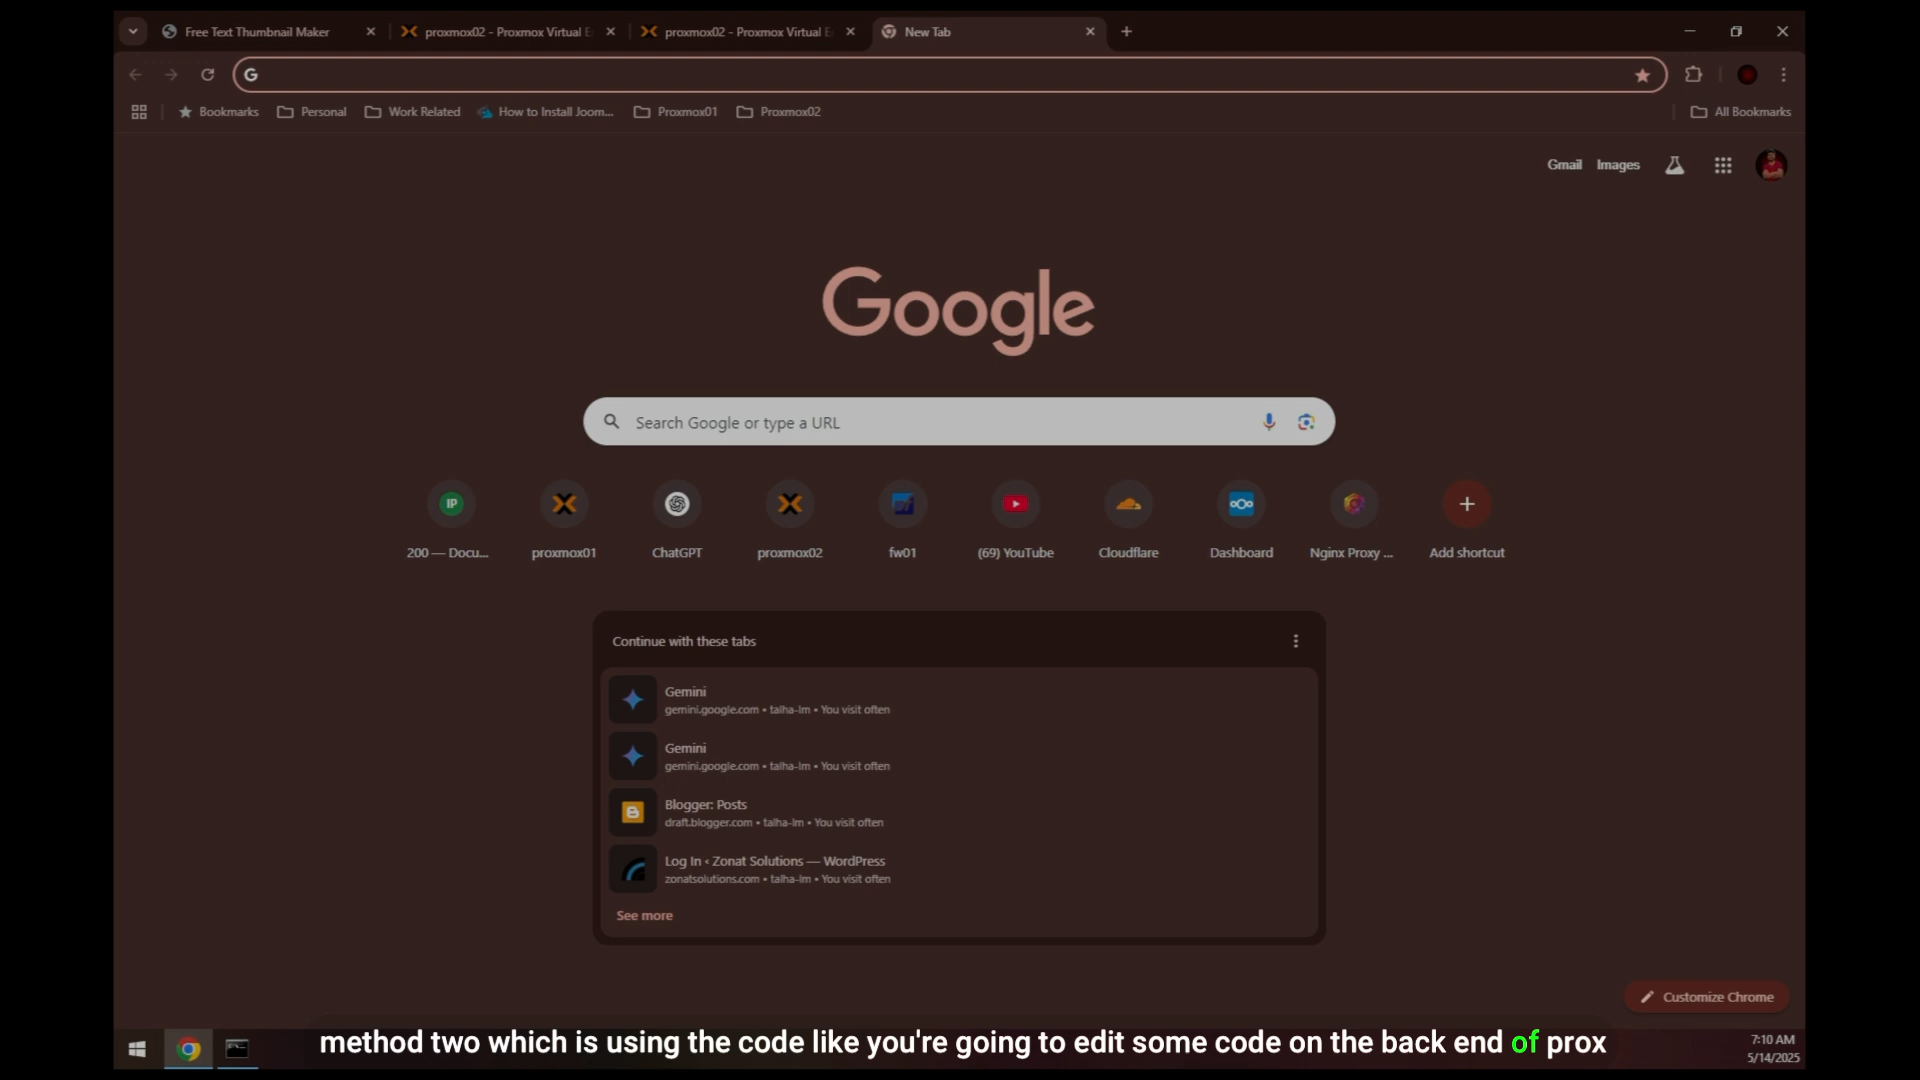 Free Text Thumbnail Maker
proxmox02 - Proxmox Virtual E
proxmox02 - Proxmox Virtual E
New Tab
Bookmarks
Personal
Work Related
How to Install Joom...
Proxmox01
Proxmox02
All Bookmarks
Gmail
Images
Google
Search Google or type a URL
IP
200 — Docu...
proxmox01
ChatGPT
proxmox02
fw01
(69) YouTube
Cloudflare
Dashboard
Nginx Proxy ...
Add shortcut
Continue with these tabs
Gemini
gemini.google.com • talha-lm • You visit often
Gemini
gemini.google.com • talha-lm • You visit often
Blogger: Posts
draft.blogger.com • talha-lm • You visit often
Log In ‹ Zonat Solutions — WordPress
zonatsolutions.com • talha-lm • You visit often
See more
Customize Chrome
method two which is using the code like you're going to edit some code on the back end of prox
7:10 AM
5/14/2025